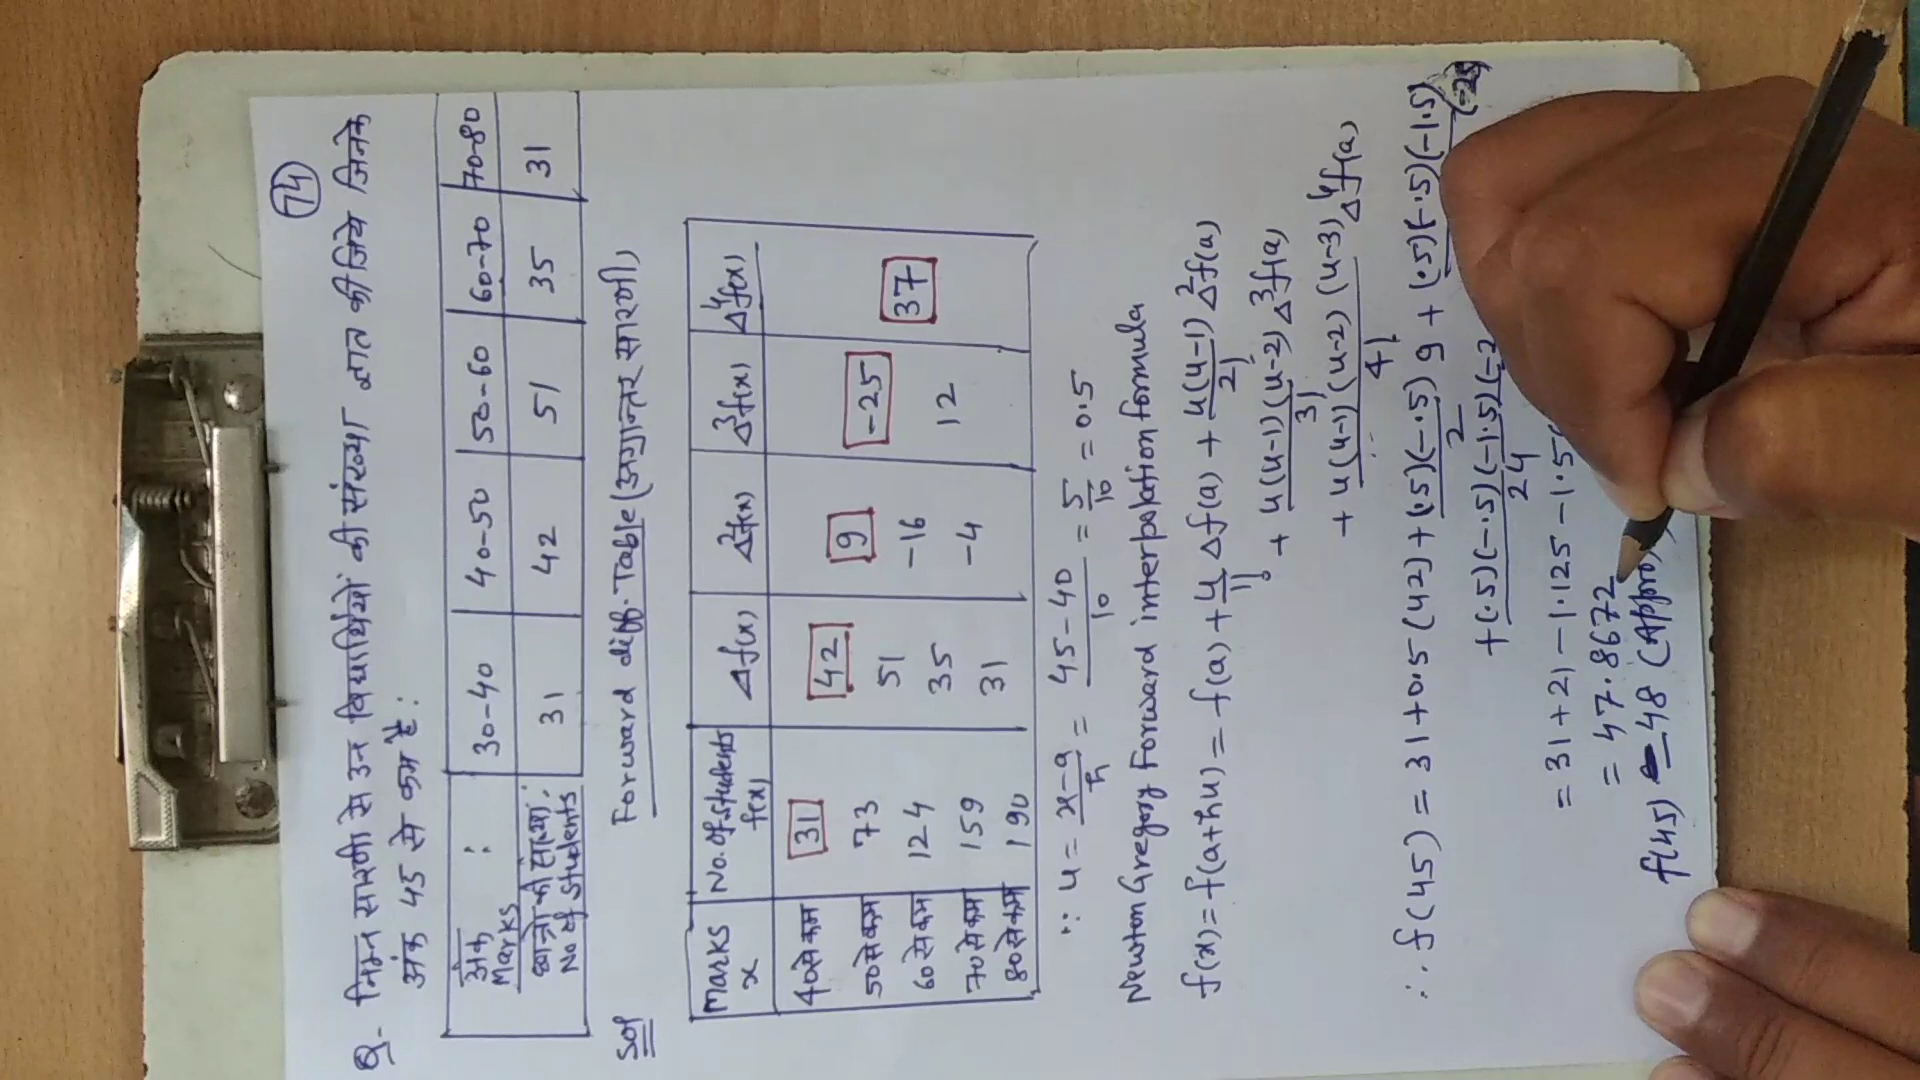 74
Q- निम्न सारणी से उन विद्यार्थियों की संख्या ज्ञात कीजिये जिनके
अंक 45 से कम है :
अंक : Marks 30-40 40-50 50-60 60-70 70-80
छात्रों की संख्या : No of Students 31 42 51 35 31
Sol Forward diff. Table (अग्रान्तर सारणी)
Marks x No. of Students f(x) Δf(x) Δ²f(x) Δ³f(x) Δ⁴f(x)
40 से कम 31 42 9 -25 37
50 से कम 73 51 -16 12
60 से कम 124 35 -4
70 से कम 159 31
80 से कम 190
∵ u = x-a/h = 45-40/10 = 5/10 = 0.5
Newton Gregory Forward interpolation formula
f(x) = f(a+hu) = f(a) + u/1! Δf(a) + u(u-1)/2! Δ²f(a)
+ u(u-1)(u-2)/3! Δ³f(a)
+ u(u-1)(u-2)(u-3)/4! Δ⁴f(a)
∴ f(45) = 31+0.5(42) + (.5)(-.5)/2 9 + (.5)(-.5)(-1.5)
+(.5)(-.5)(-1.5)(-2 /24
= 31+21-1.125-1.5
= 47.8672
f(45) 48 (Appro)